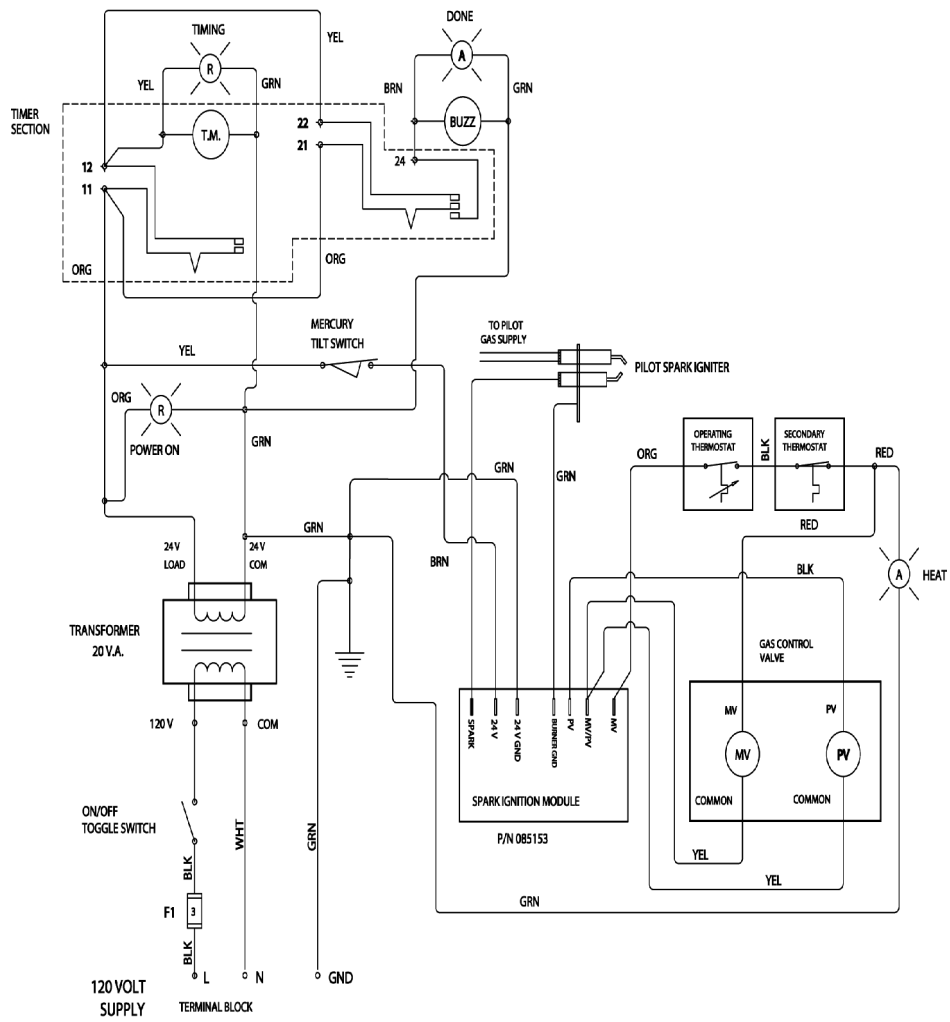 TIMING
DONE
YEL
R
A
YEL
GRN
BRN
GRN
TIMER
SECTION
T.M.
22
BUZZ
21
24
12
11
ORG
ORG
MERCURY
TILT SWITCH
TO PILOT
GAS SUPPLY
YEL
PILOT SPARK IGNITER
ORG
R
POWER ON
GRN
OPERATING
THERMOSTAT
BLK
SECONDARY
THERMOSTAT
ORG
RED
GRN
GRN
GRN
RED
24 V
LOAD
24 V
COM
BRN
BLK
A
HEAT
TRANSFORMER
20 V.A.
GAS CONTROL
VALVE
120 V
COM
SPARK
24 V
24 V GND
BURNER GND
PV
MV/PV
MV
MV
PV
MV
PV
SPARK IGNITION MODULE
COMMON
COMMON
P/N 085153
ON/OFF
TOGGLE SWITCH
WHT
GRN
BLK
YEL
YEL
GRN
F1
3
BLK
L
N
GND
120 VOLT
SUPPLY
TERMINAL BLOCK